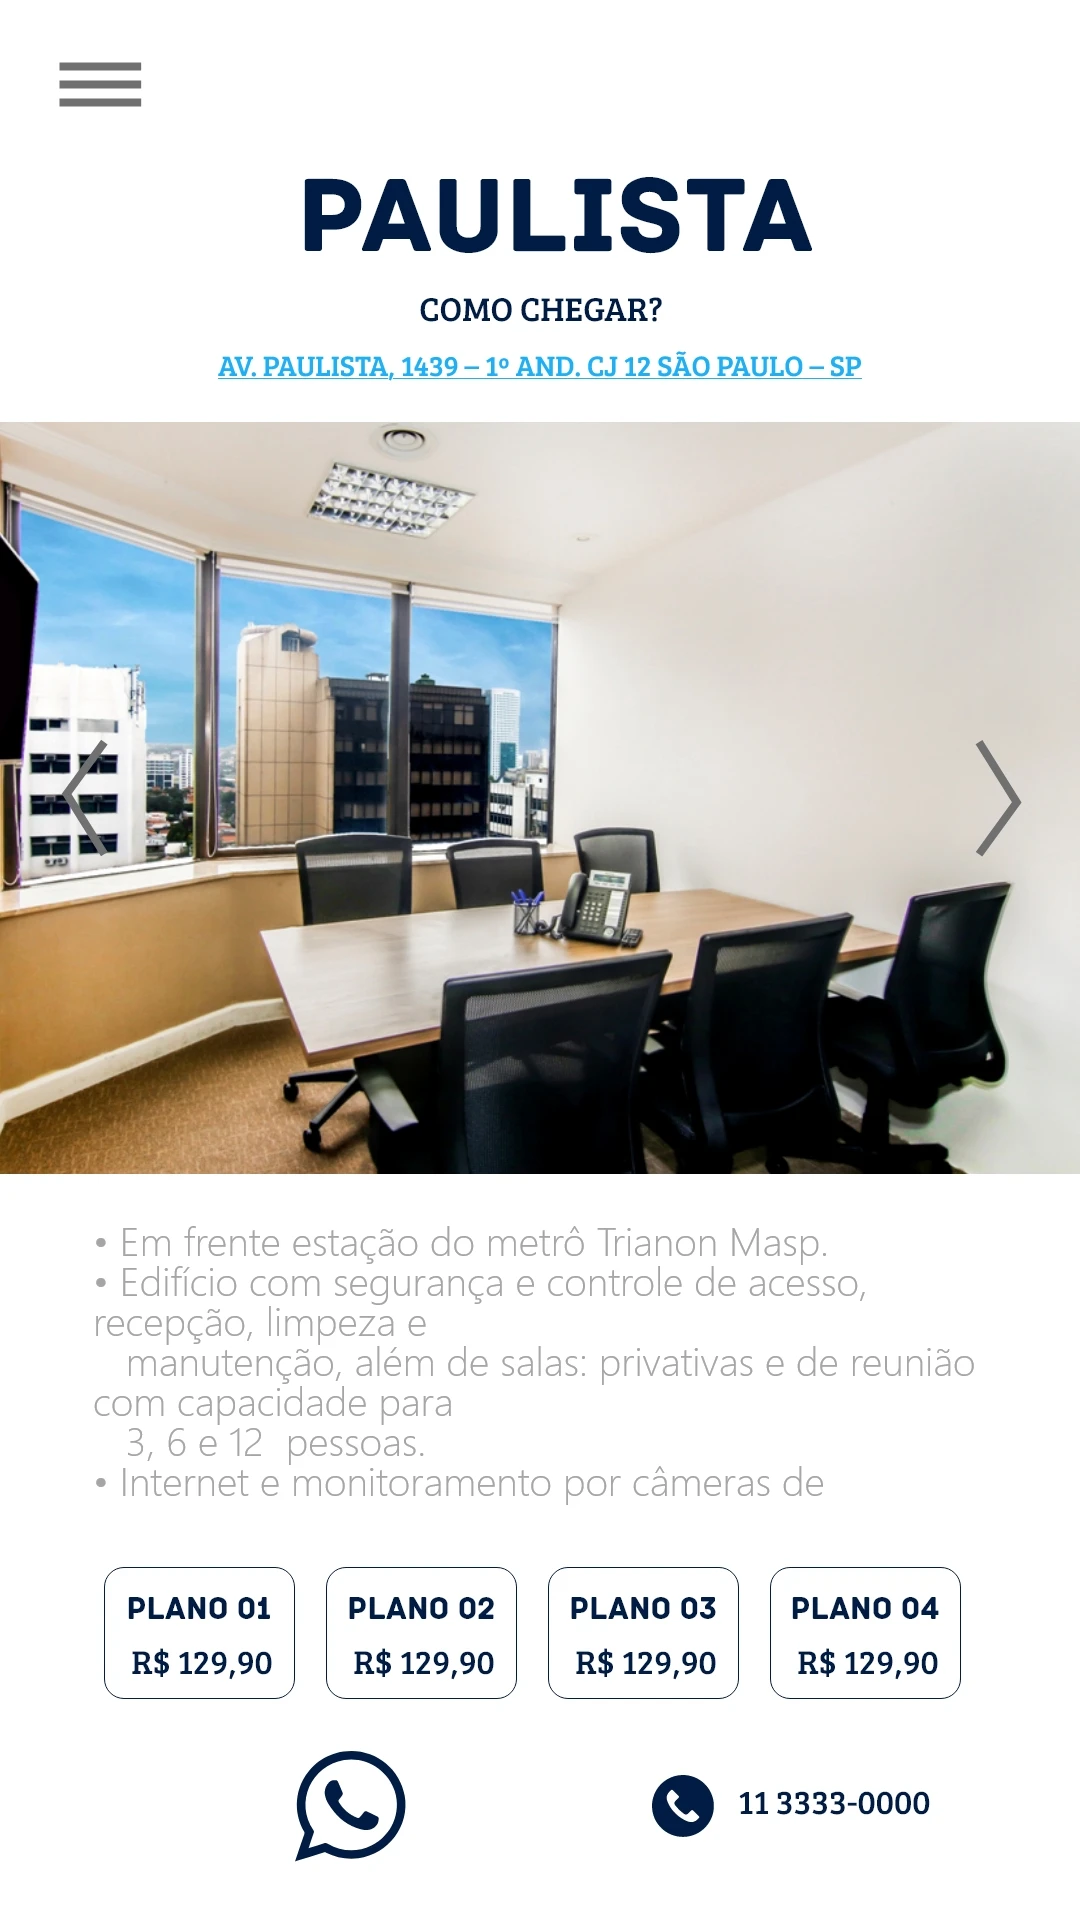 PAULISTA
COMO CHEGAR?
AV. PAULISTA, 1439 – 1º AND. CJ 12 SÃO PAULO – SP
• Em frente estação do metrô Trianon Masp.
• Edifício com segurança e controle de acesso,
recepção, limpeza e
manutenção, além de salas: privativas e de reunião
com capacidade para
3, 6 e 12 pessoas.
• Internet e monitoramento por câmeras de
PLANO 01 PLANO 02 PLANO 03 PLANO 04
R$ 129,90 R$ 129,90 R$ 129,90 R$ 129,90
11 3333-0000